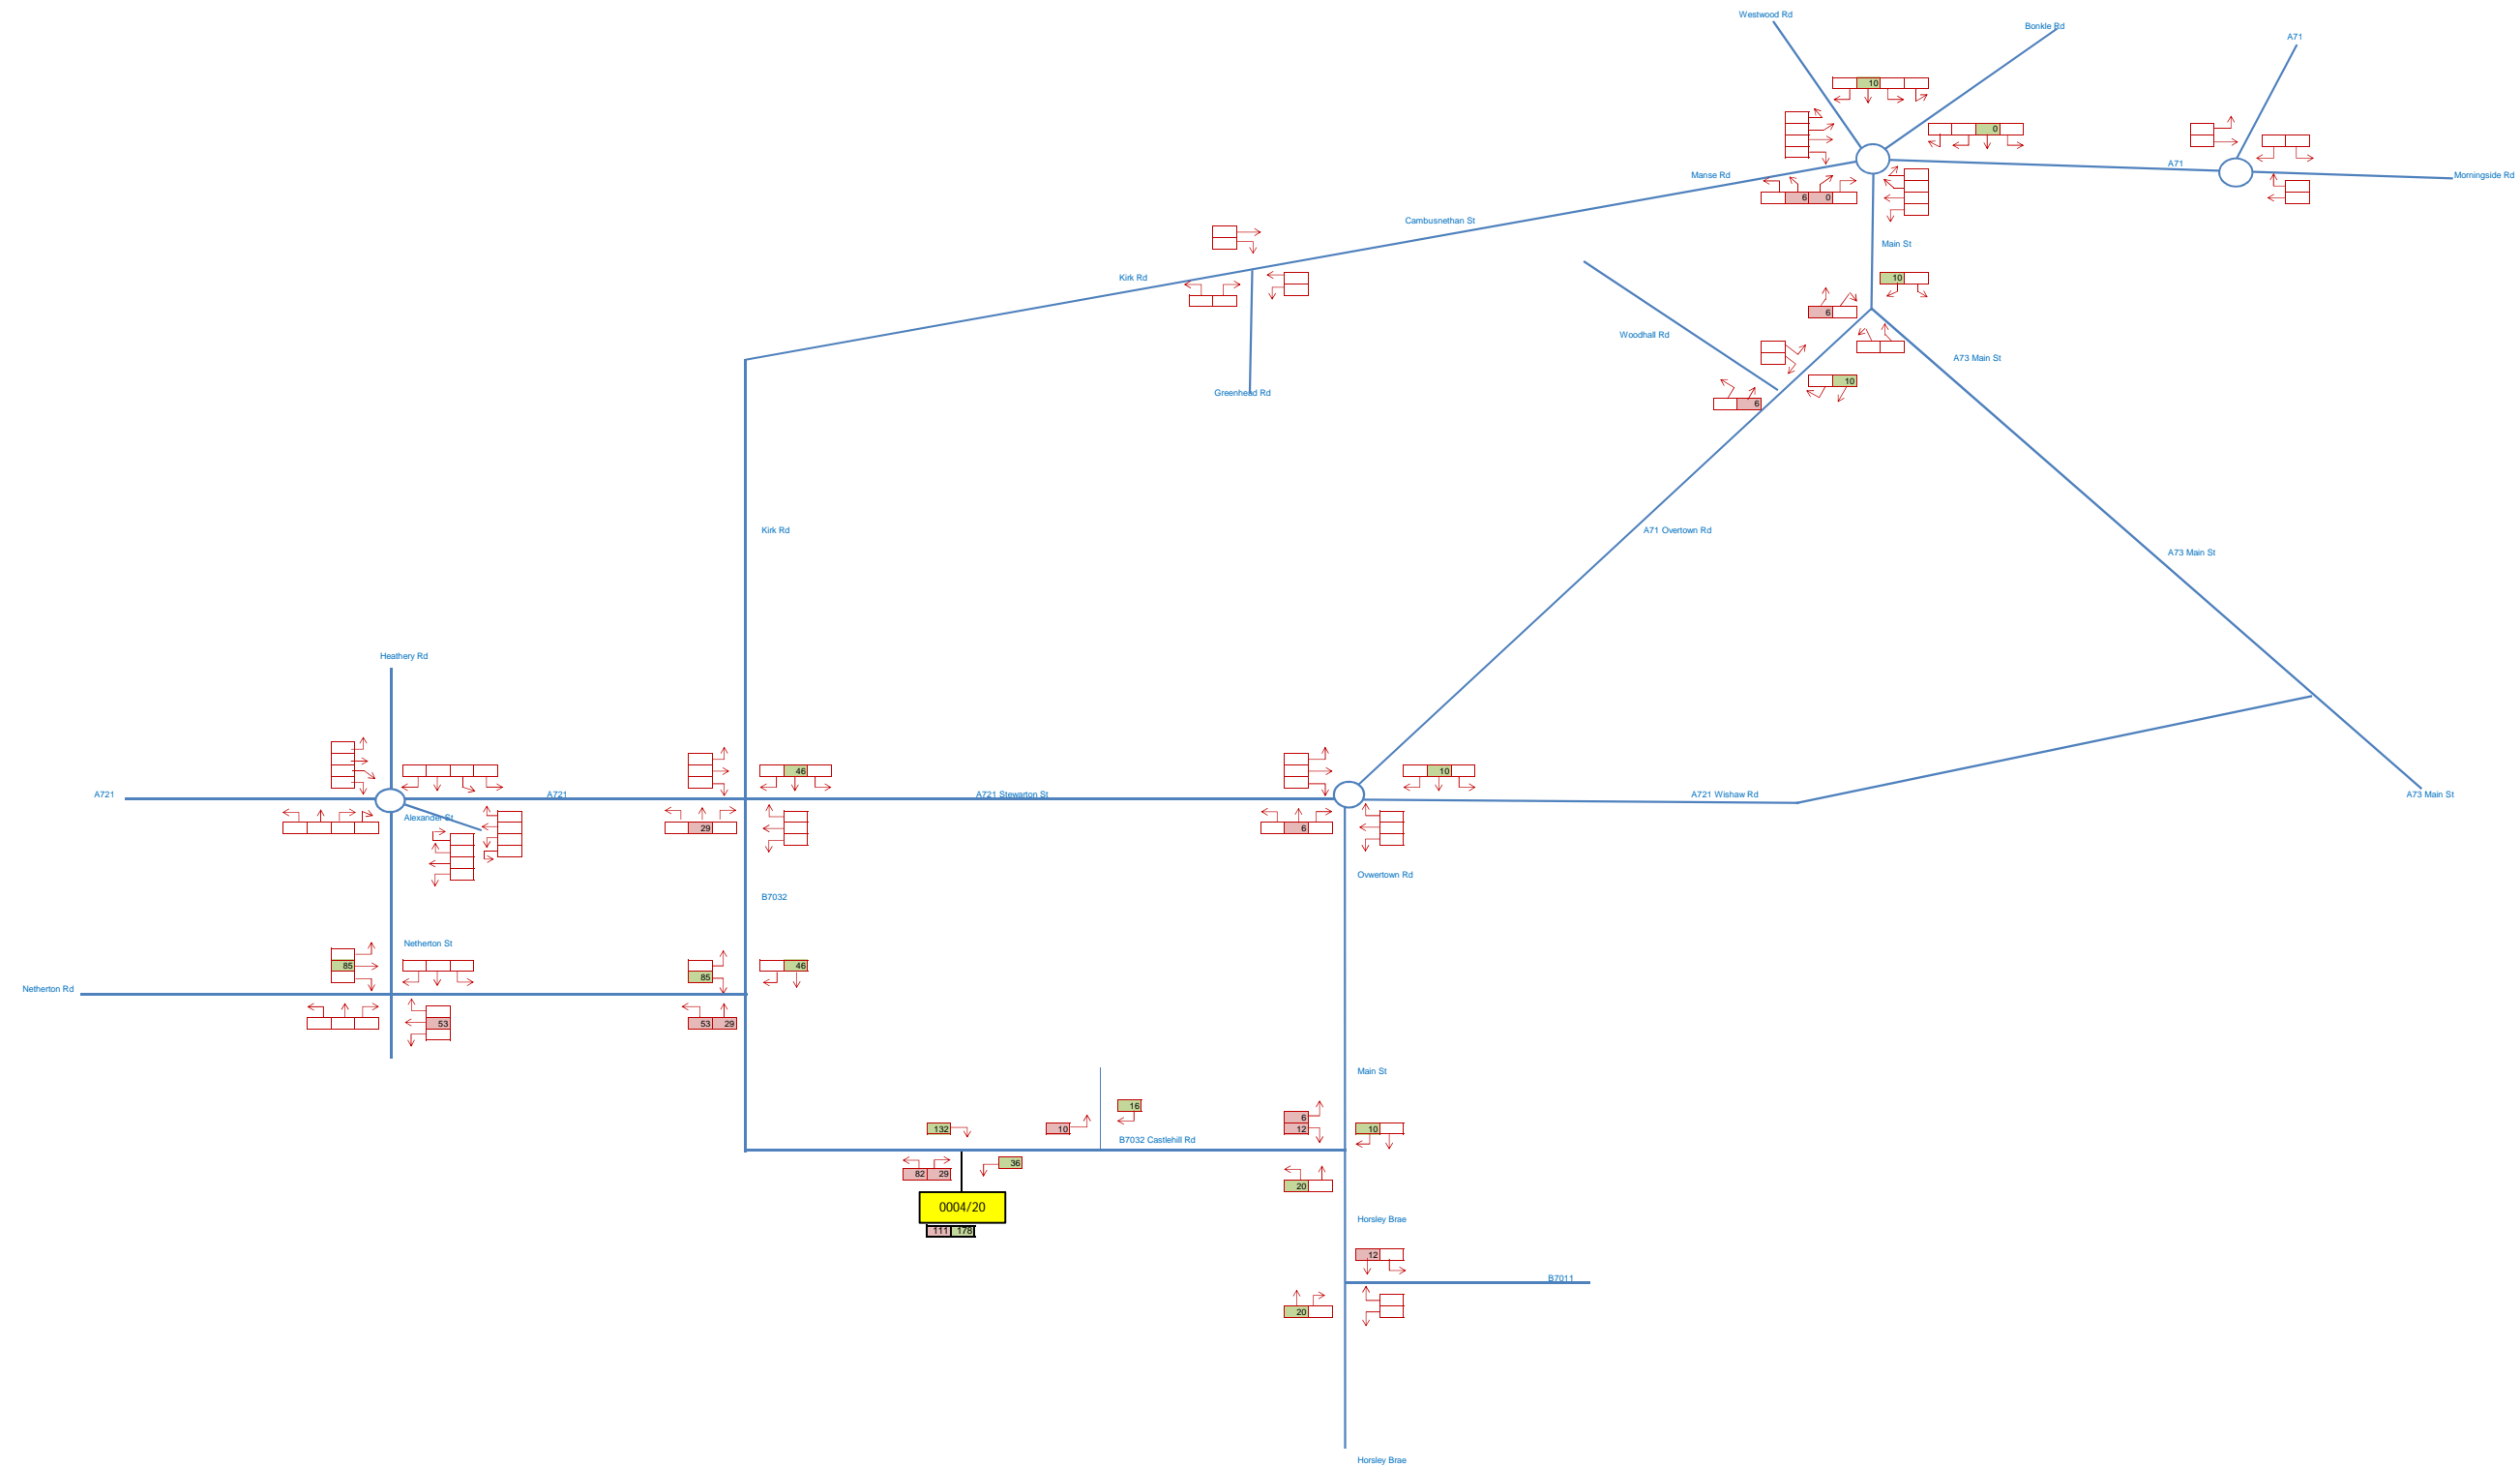 Westwood Rd
Bonkle Rd
A71
10
0
A71
Manse Rd
Morningside Rd
6 0
Cambusnethan St
Main St
Kirk Rd
10
6
Woodhall Rd
A73 Main St
10
Greenhead Rd
6
Kirk Rd
A71 Overtown Rd
A73 Main St
Heathery Rd
46
10
A721
A721
A721 Stewarton St
A721 Wishaw Rd
A73 Main St
Alexander St
29
6
Ovwertown Rd
B7032
Netherton St
85
85
46
Netherton Rd
53
53 29
Main St
16
6
132
10
12
10
B7032 Castlehill Rd
36
82 29
20
0004/20
Horsley Brae
111 178
12
B7011
20
Horsley Brae